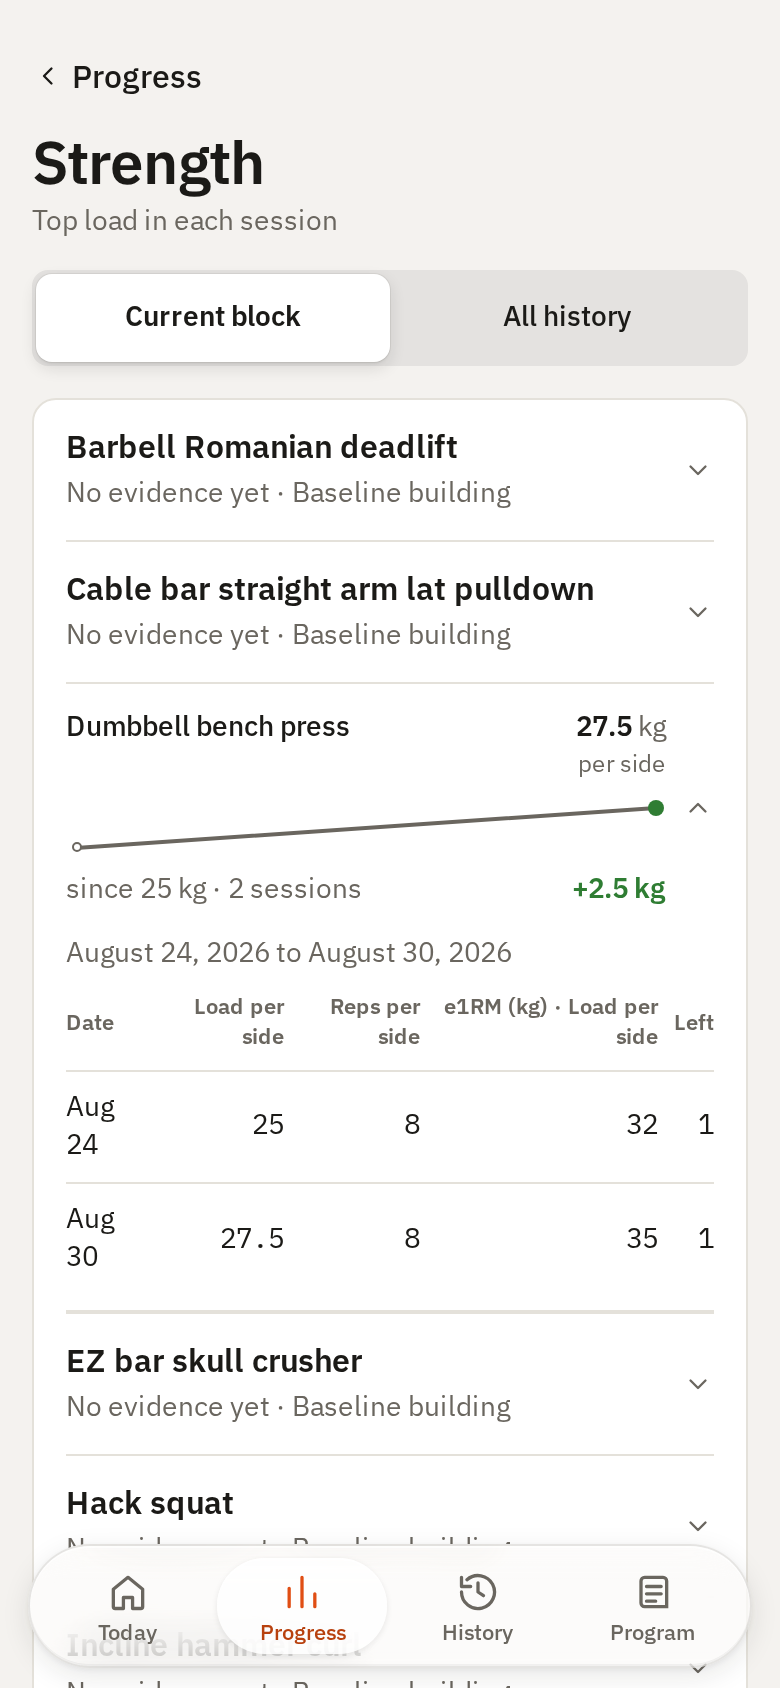 Progress
Strength
Top load in each session
Current block
All history
Barbell Romanian deadlift
No evidence yet · Baseline building
Cable bar straight arm lat pulldown
No evidence yet · Baseline building
Dumbbell bench press
27.5 kg
per side
since 25 kg · 2 sessions
+2.5 kg
August 24, 2026 to August 30, 2026
Date
Load per
side
Reps per
side
e1RM (kg) · Load per
side
Left
Aug
24
25
8
32
1
Aug
30
27.5
8
35
1
EZ bar skull crusher
No evidence yet · Baseline building
Hack squat
Incline hammer curl
Today
Progress
History
Program